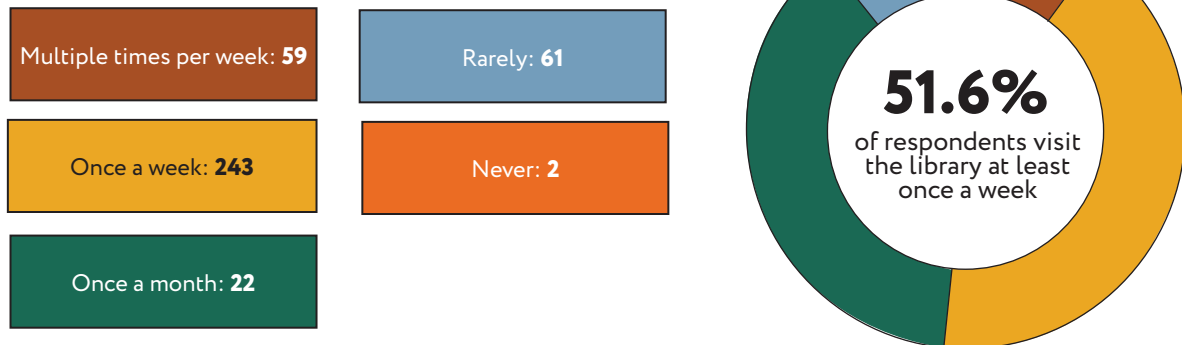 Multiple times per week: 59
Rarely: 61
Once a week: 243
Never: 2
Once a month: 22
51.6%
of respondents visit
the library at least
once a week